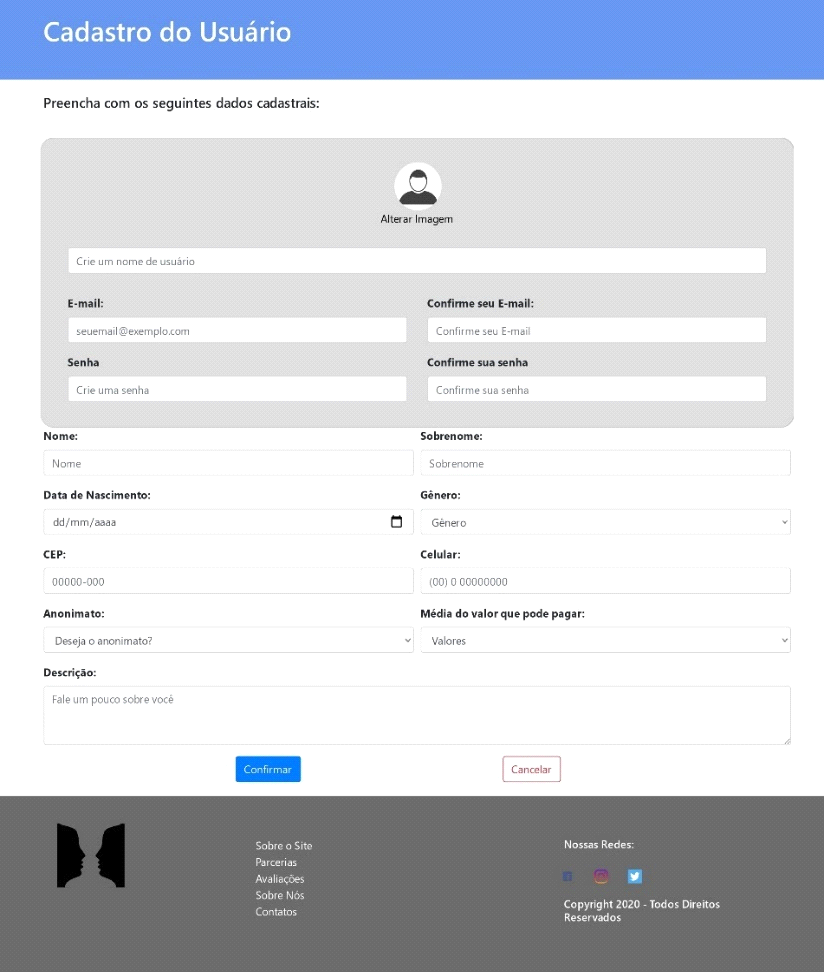 Cadastro do Usuário
Preencha com os seguintes dados cadastrais:
Alterar Imagem
Crie um nome de usuário
E-mail:
Confirme seu E-mail:
seuemail@exemplo.com
Confirme seu E-mail
Senha
Confirme sua senha
Crie uma senha
Confirme sua senha
Nome:
Sobrenome:
Nome
Sobrenome
Data de Nascimento:
Gênero:
dd/mm/aaaa
Gênero
CEP:
Celular:
00000-000
(00) 0 00000000
Anonimato:
Média do valor que pode pagar:
Deseja o anonimato?
Valores
Descrição:
Fale um pouco sobre você
Confirmar
Cancelar
Sobre o Site
Parcerias
Avaliações
Sobre Nós
Contatos
Nossas Redes:
Copyright 2020 - Todos Direitos
Reservados